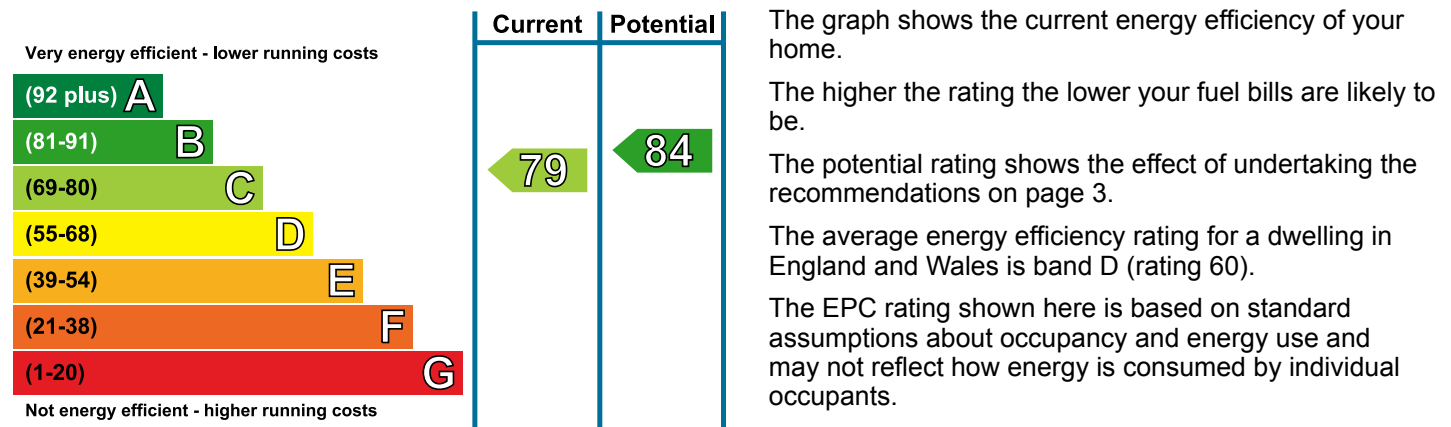 Current Potential
Very energy efficient - lower running costs
(92 plus) A
(81-91) B
(69-80) C
(55-68) D
(39-54) E
(21-38) F
(1-20) G
Not energy efficient - higher running costs
79
84
The graph shows the current energy efficiency of your
home.
The higher the rating the lower your fuel bills are likely to
be.
The potential rating shows the effect of undertaking the
recommendations on page 3.
The average energy efficiency rating for a dwelling in
England and Wales is band D (rating 60).
The EPC rating shown here is based on standard
assumptions about occupancy and energy use and
may not reflect how energy is consumed by individual
occupants.